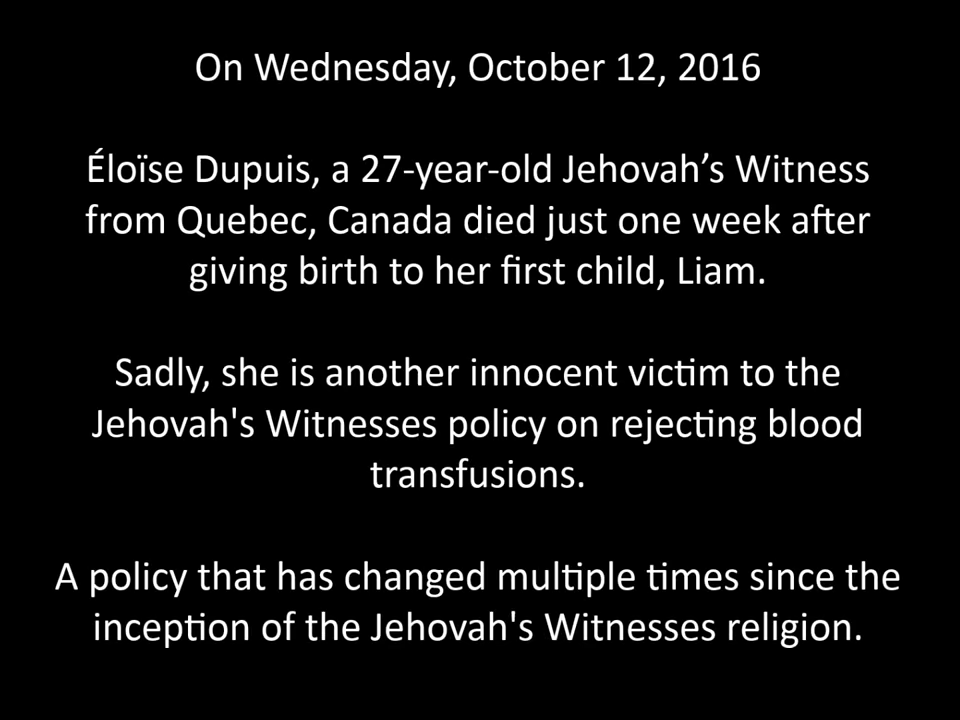 On Wednesday, October 12, 2016
Éloïse Dupuis, a 27-year-old Jehovah’s Witness
from Quebec, Canada died just one week after
giving birth to her first child, Liam.
Sadly, she is another innocent victim to the
Jehovah's Witnesses policy on rejecting blood
transfusions.
A policy that has changed multiple times since the
inception of the Jehovah's Witnesses religion.